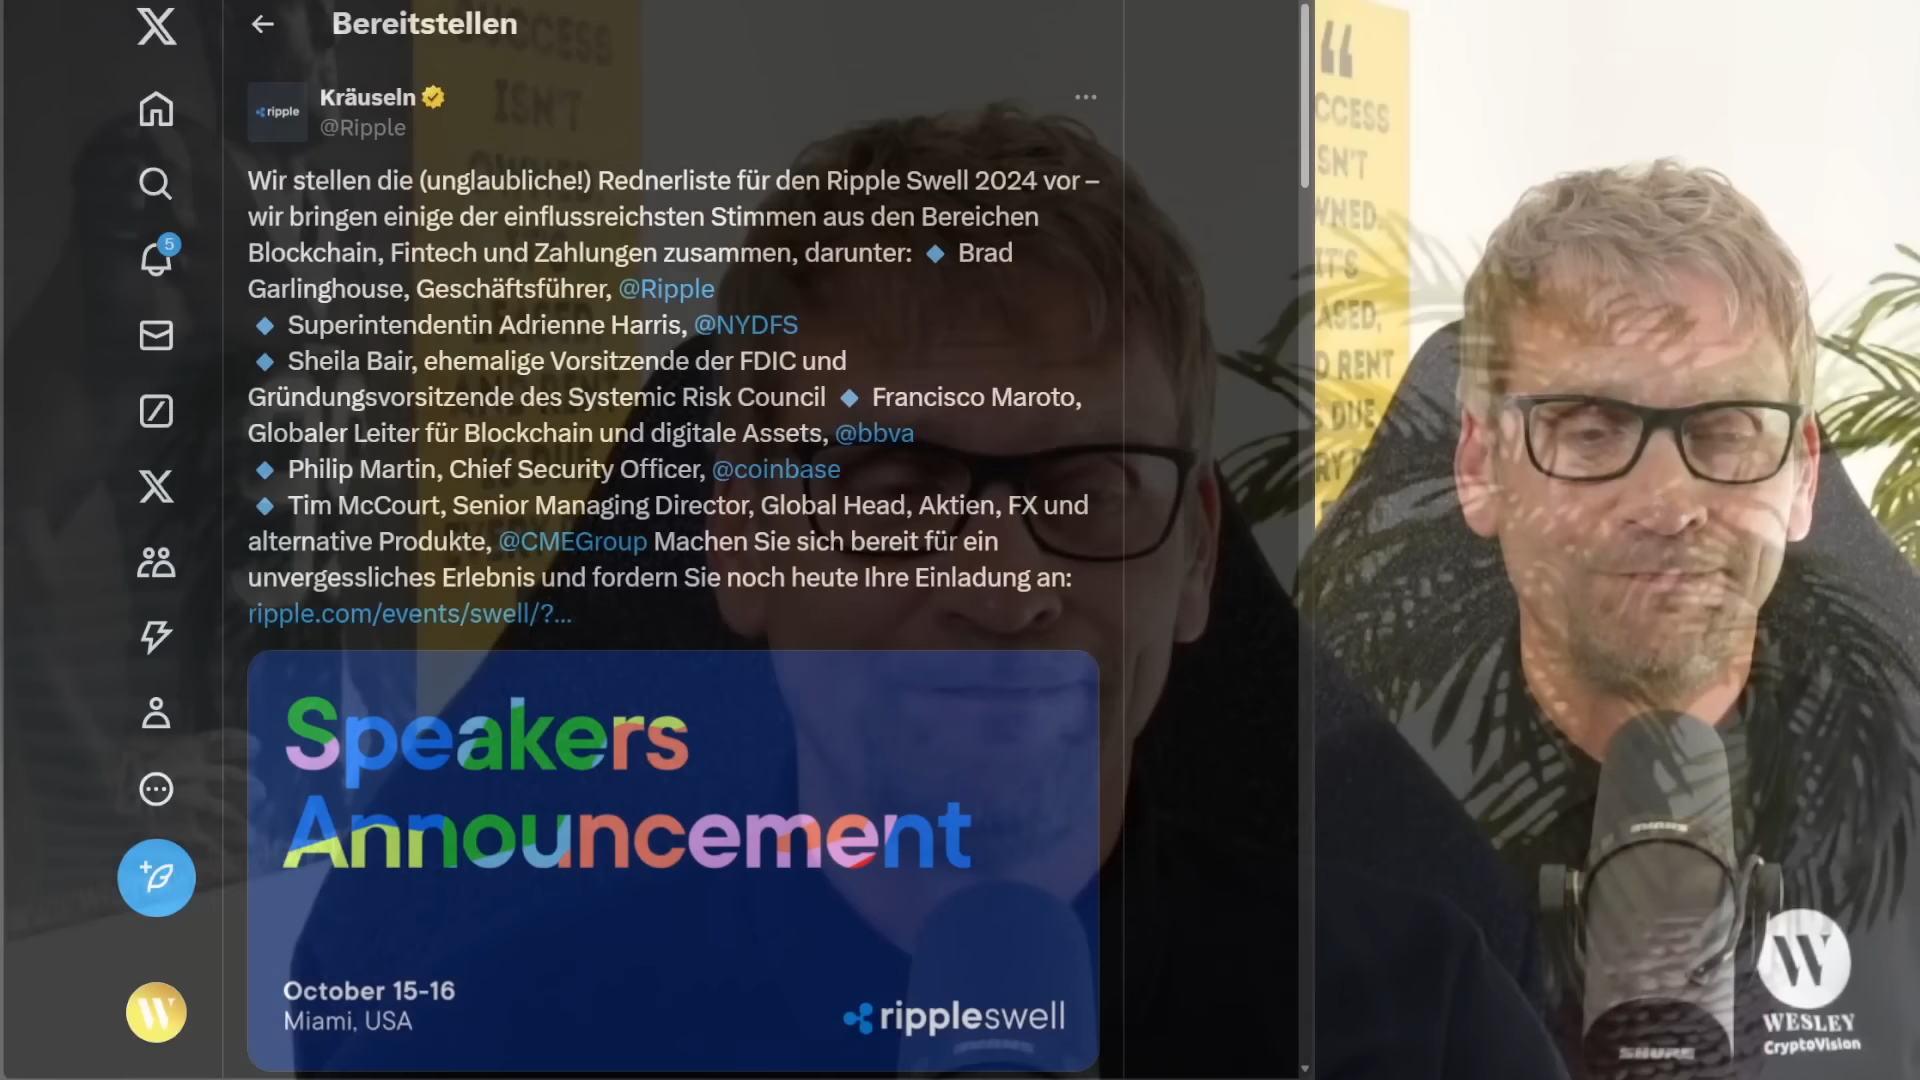 Bereitstellen
Kräuseln
@Ripple
ripple
5
Wir stellen die (unglaubliche!) Rednerliste für den Ripple Swell 2024 vor –
wir bringen einige der einflussreichsten Stimmen aus den Bereichen
Blockchain, Fintech und Zahlungen zusammen, darunter: Brad
Garlinghouse, Geschäftsführer, @Ripple
Superintendentin Adrienne Harris, @NYDFS
Sheila Bair, ehemalige Vorsitzende der FDIC und
Gründungsvorsitzende des Systemic Risk Council Francisco Maroto,
Globaler Leiter für Blockchain und digitale Assets, @bbva
Philip Martin, Chief Security Officer, @coinbase
Tim McCourt, Senior Managing Director, Global Head, Aktien, FX und
alternative Produkte, @CMEGroup Machen Sie sich bereit für ein
unvergessliches Erlebnis und fordern Sie noch heute Ihre Einladung an:
ripple.com/events/swell/?...
Speakers
Announcement
October 15-16
Miami, USA
rippleswell
SUCCESS
ISN'T
OWNED.
CCESS
SN'T
WNED.
IT'S
ASED,
D RENT
S DUE
W
WESLEY
CryptoVision
SHURE